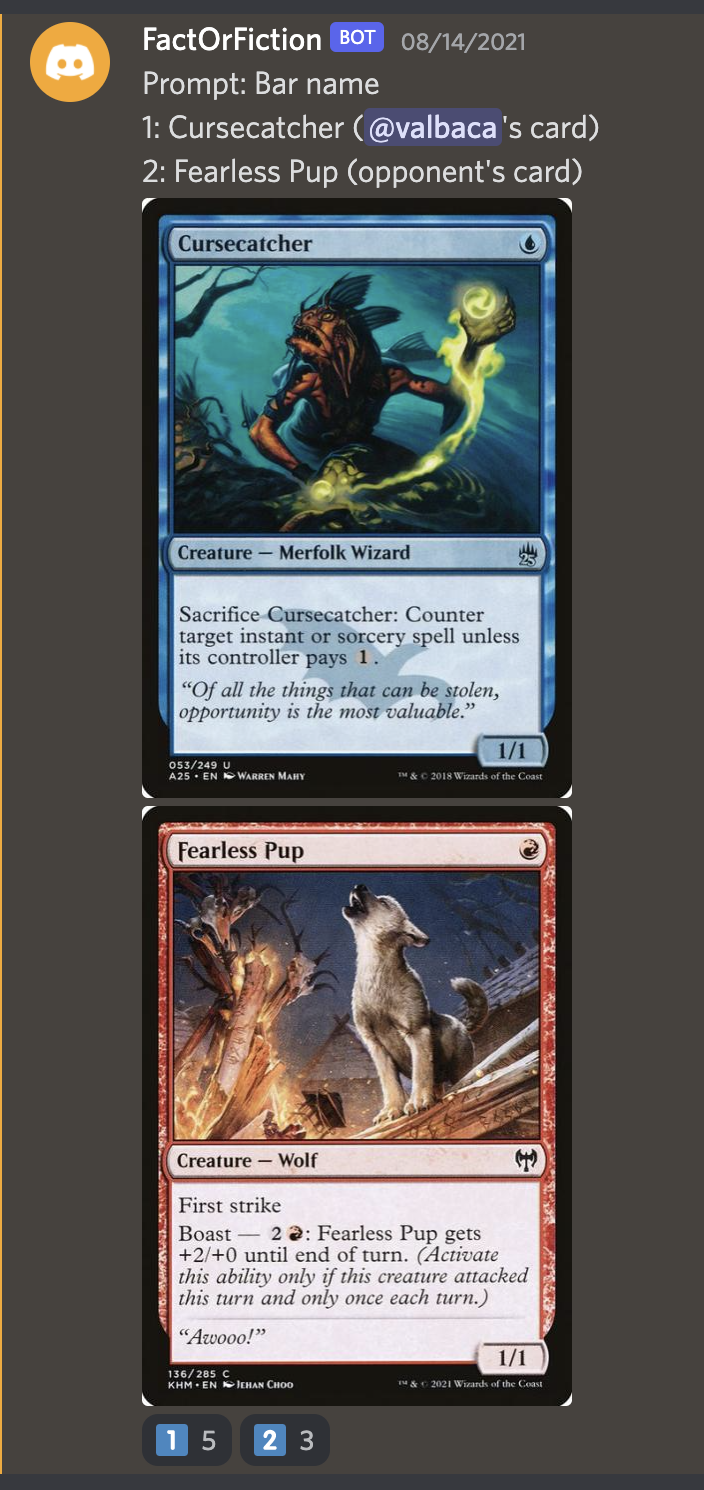 FactOrFiction BOT 08/14/2021
Prompt: Bar name
1: Cursecatcher (@valbaca's card)
2: Fearless Pup (opponent's card)
Cursecatcher
Creature — Merfolk Wizard
25
Sacrifice Cursecatcher: Counter
target instant or sorcery spell unless
its controller pays 1.
“Of all the things that can be stolen,
opportunity is the most valuable.”
1/1
053/249 U
A25 • EN WARREN MAHY
™ & © 2018 Wizards of the Coast
Fearless Pup
Creature — Wolf
First strike
Boast — 2 : Fearless Pup gets
+2/+0 until end of turn. (Activate
this ability only if this creature attacked
this turn and only once each turn.)
“Awooo!”
1/1
136/285 C
KHM • EN JEHAN CHOO
™ & © 2021 Wizards of the Coast
1 5 2 3